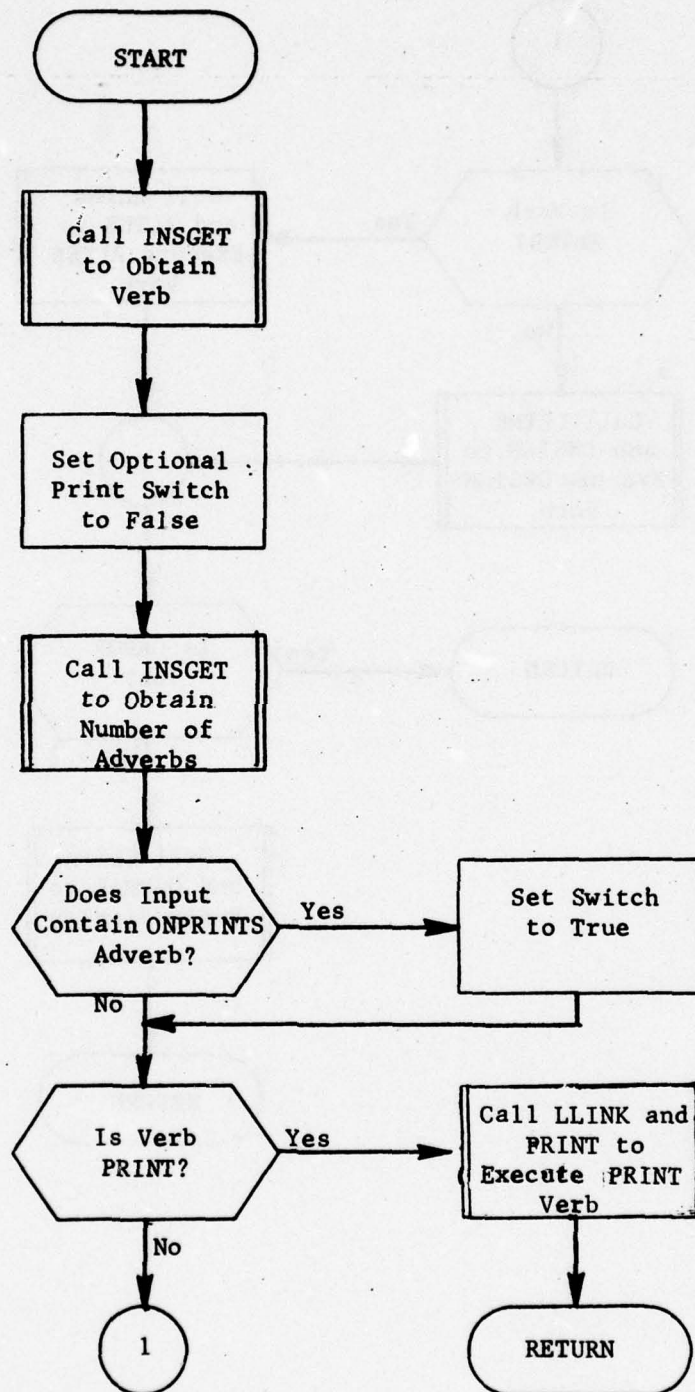 START
Call INSGET
to Obtain
Verb
Set Optional
Print Switch
to False
Call INSGET
to Obtain
Number of
Adverbs
Does Input
Contain ONPRINTS
Adverb?
Yes
Set Switch
to True
No
Is Verb
PRINT?
Yes
Call LLINK and
PRINT to
Execute PRINT
Verb
No
1
RETURN